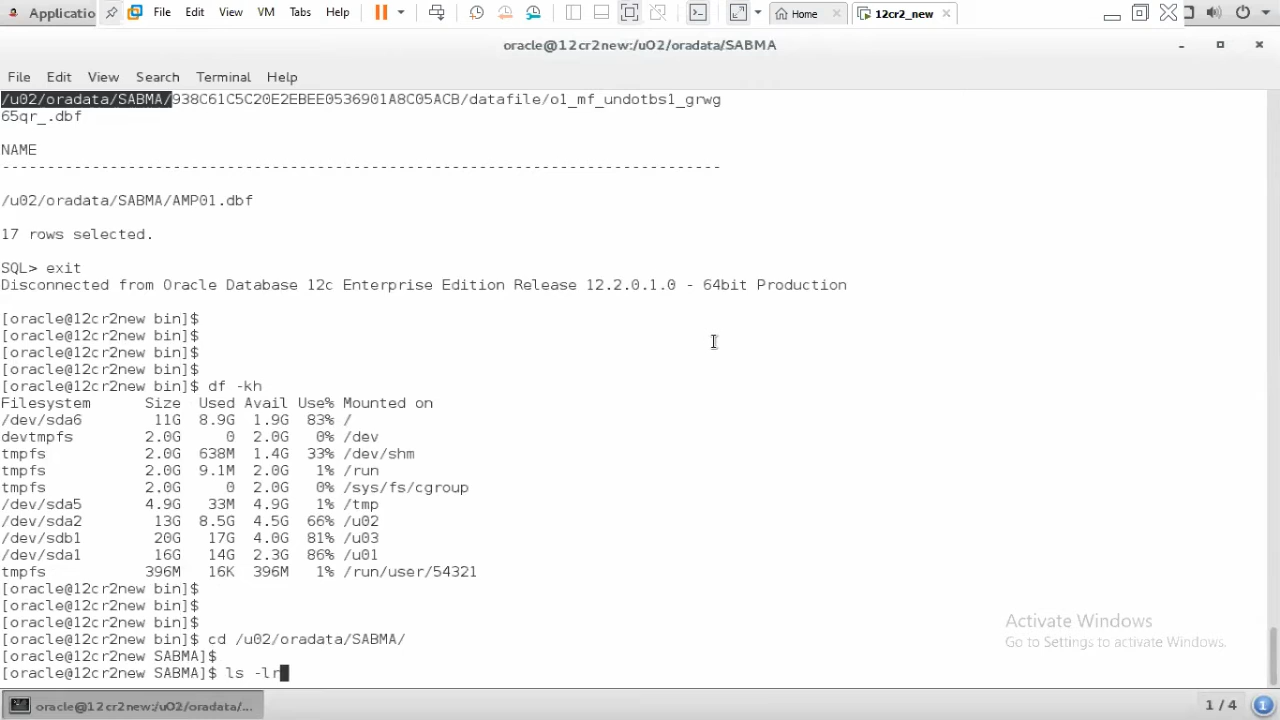 Applicatio File Edit View VM Tabs Help Home 12cr2_new
oracle@12cr2new:/u02/oradata/SABMA
File Edit View Search Terminal Help
/u02/oradata/SABMA/938C61C5C20E2EBEE0536901A8C05ACB/datafile/o1_mf_undotbs1_grwg
65qr_.dbf
NAME
--------------------------------------------------------------------------------
/u02/oradata/SABMA/AMP01.dbf
17 rows selected.
SQL> exit
Disconnected from Oracle Database 12c Enterprise Edition Release 12.2.0.1.0 - 64bit Production
[oracle@12cr2new bin]$
[oracle@12cr2new bin]$
[oracle@12cr2new bin]$
[oracle@12cr2new bin]$
[oracle@12cr2new bin]$ df -kh
Filesystem Size Used Avail Use% Mounted on
/dev/sda6 11G 8.9G 1.9G 83% /
devtmpfs 2.0G 0 2.0G 0% /dev
tmpfs 2.0G 638M 1.4G 33% /dev/shm
tmpfs 2.0G 9.1M 2.0G 1% /run
tmpfs 2.0G 0 2.0G 0% /sys/fs/cgroup
/dev/sda5 4.9G 33M 4.9G 1% /tmp
/dev/sda2 13G 8.5G 4.5G 66% /u02
/dev/sdb1 20G 17G 4.0G 81% /u03
/dev/sda1 16G 14G 2.3G 86% /u01
tmpfs 396M 16K 396M 1% /run/user/54321
[oracle@12cr2new bin]$
[oracle@12cr2new bin]$
[oracle@12cr2new bin]$
[oracle@12cr2new bin]$ cd /u02/oradata/SABMA/
[oracle@12cr2new SABMA]$
[oracle@12cr2new SABMA]$ ls -lr
Activate Windows
Go to Settings to activate Windows.
oracle@12cr2new:/u02/oradata/... 1 / 4 1